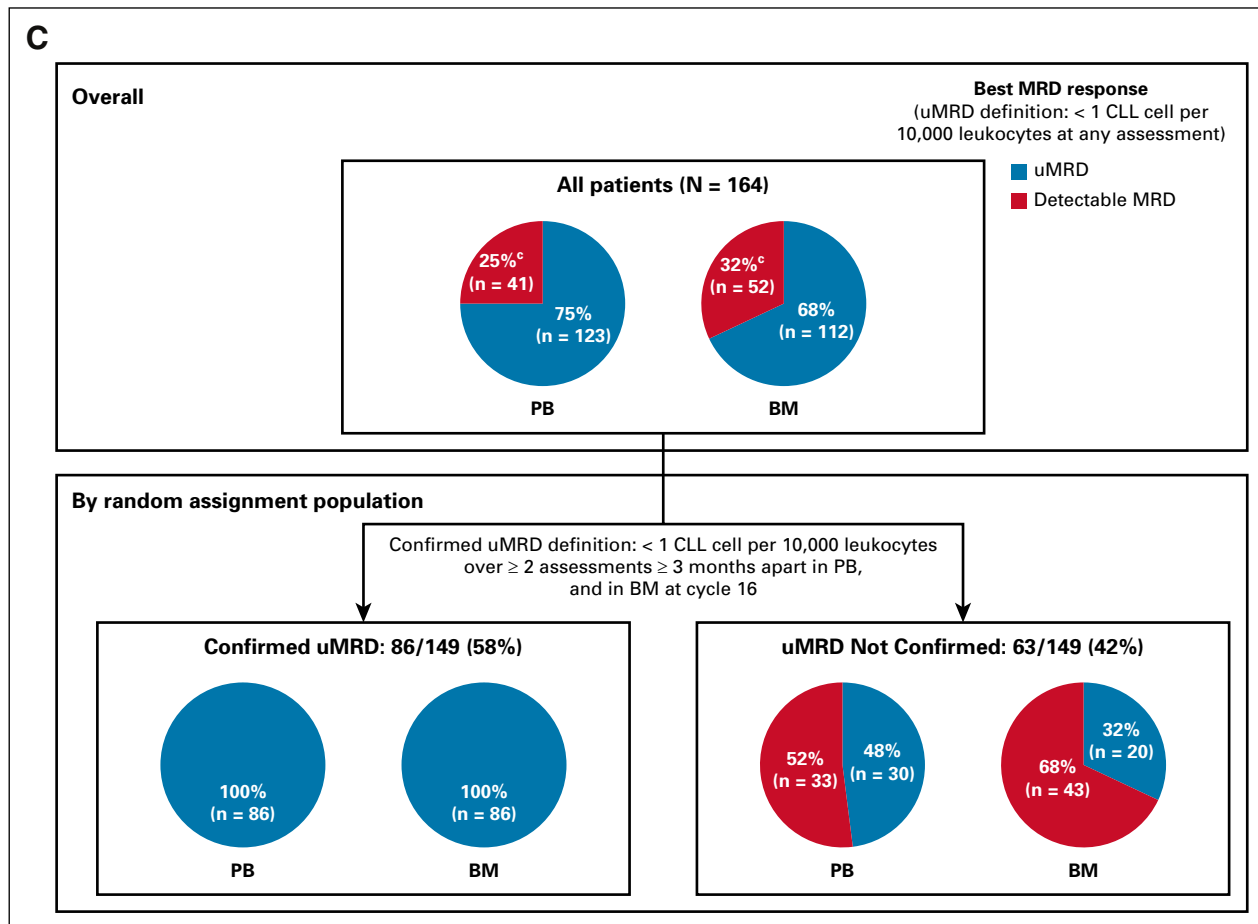 C
Overall
Best MRD response
(uMRD definition: < 1 CLL cell per
10,000 leukocytes at any assessment)
uMRD
Detectable MRD
All patients (N = 164)
25%ᶜ
(n = 41)
75%
(n = 123)
PB
32%ᶜ
(n = 52)
68%
(n = 112)
BM
By random assignment population
Confirmed uMRD definition: < 1 CLL cell per 10,000 leukocytes
over ≥ 2 assessments ≥ 3 months apart in PB,
and in BM at cycle 16
Confirmed uMRD: 86/149 (58%)
100%
(n = 86)
PB
100%
(n = 86)
BM
uMRD Not Confirmed: 63/149 (42%)
52%
(n = 33)
48%
(n = 30)
PB
32%
(n = 20)
68%
(n = 43)
BM